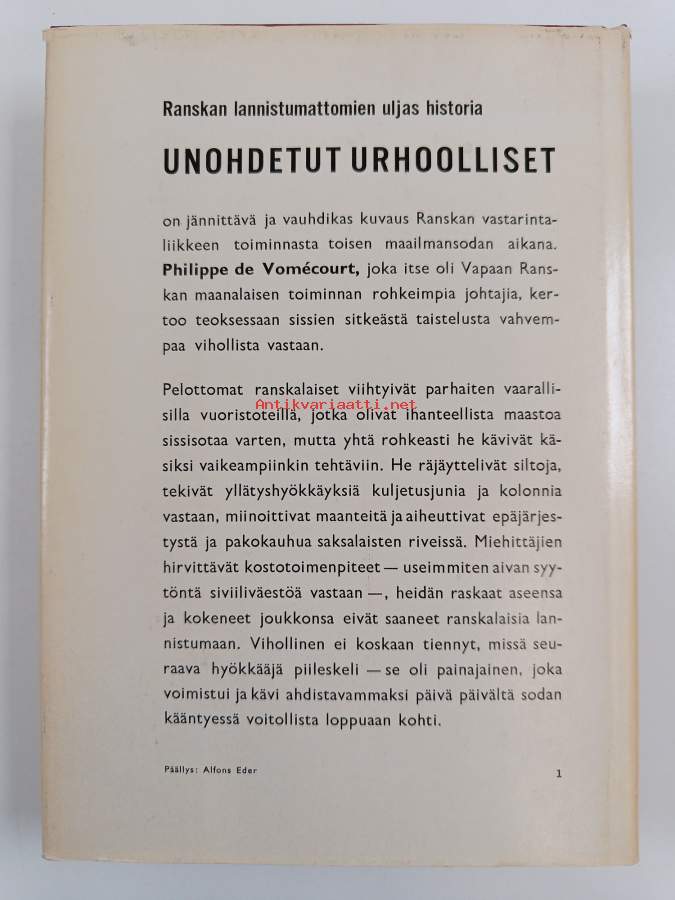 Ranskan lannistumattomien uljas historia
UNOHDETUT URHOOLLISET
on jännittävä ja vauhdikas kuvaus Ranskan vastarinta-
liikkeen toiminnasta toisen maailmansodan aikana.
Philippe de Vomécourt, joka itse oli Vapaan Rans-
kan maanalaisen toiminnan rohkeimpia johtajia, ker-
too teoksessaan sissien sitkeästä taistelusta vahvem-
paa vihollista vastaan.
Pelottomat ranskalaiset viihtyivät parhaiten vaaralli-
Antikvariaatti.net
silla vuoristoteillä, jotka olivat ihanteellista maastoa
sissisotaa varten, mutta yhtä rohkeasti he kävivät kä-
siksi vaikeampiinkin tehtäviin. He räjäyttelivät siltoja,
tekivät yllätyshyökkäyksiä kuljetusjunia ja kolonnia
vastaan, miinoittivat maanteitä ja aiheuttivat epäjärjes-
tystä ja pakokauhua saksalaisten riveissä. Miehittäjien
hirvittävät kostotoimenpiteet — useimmiten aivan syy-
töntä siviiliväestöä vastaan —, heidän raskaat aseensa
ja kokeneet joukkonsa eivät saaneet ranskalaisia lan-
nistumaan. Vihollinen ei koskaan tiennyt, missä seu-
raava hyökkääjä piileskeli — se oli painajainen, joka
voimistui ja kävi ahdistavammaksi päivä päivältä sodan
kääntyessä voitollista loppuaan kohti.
Päällys: Alfons Eder
1